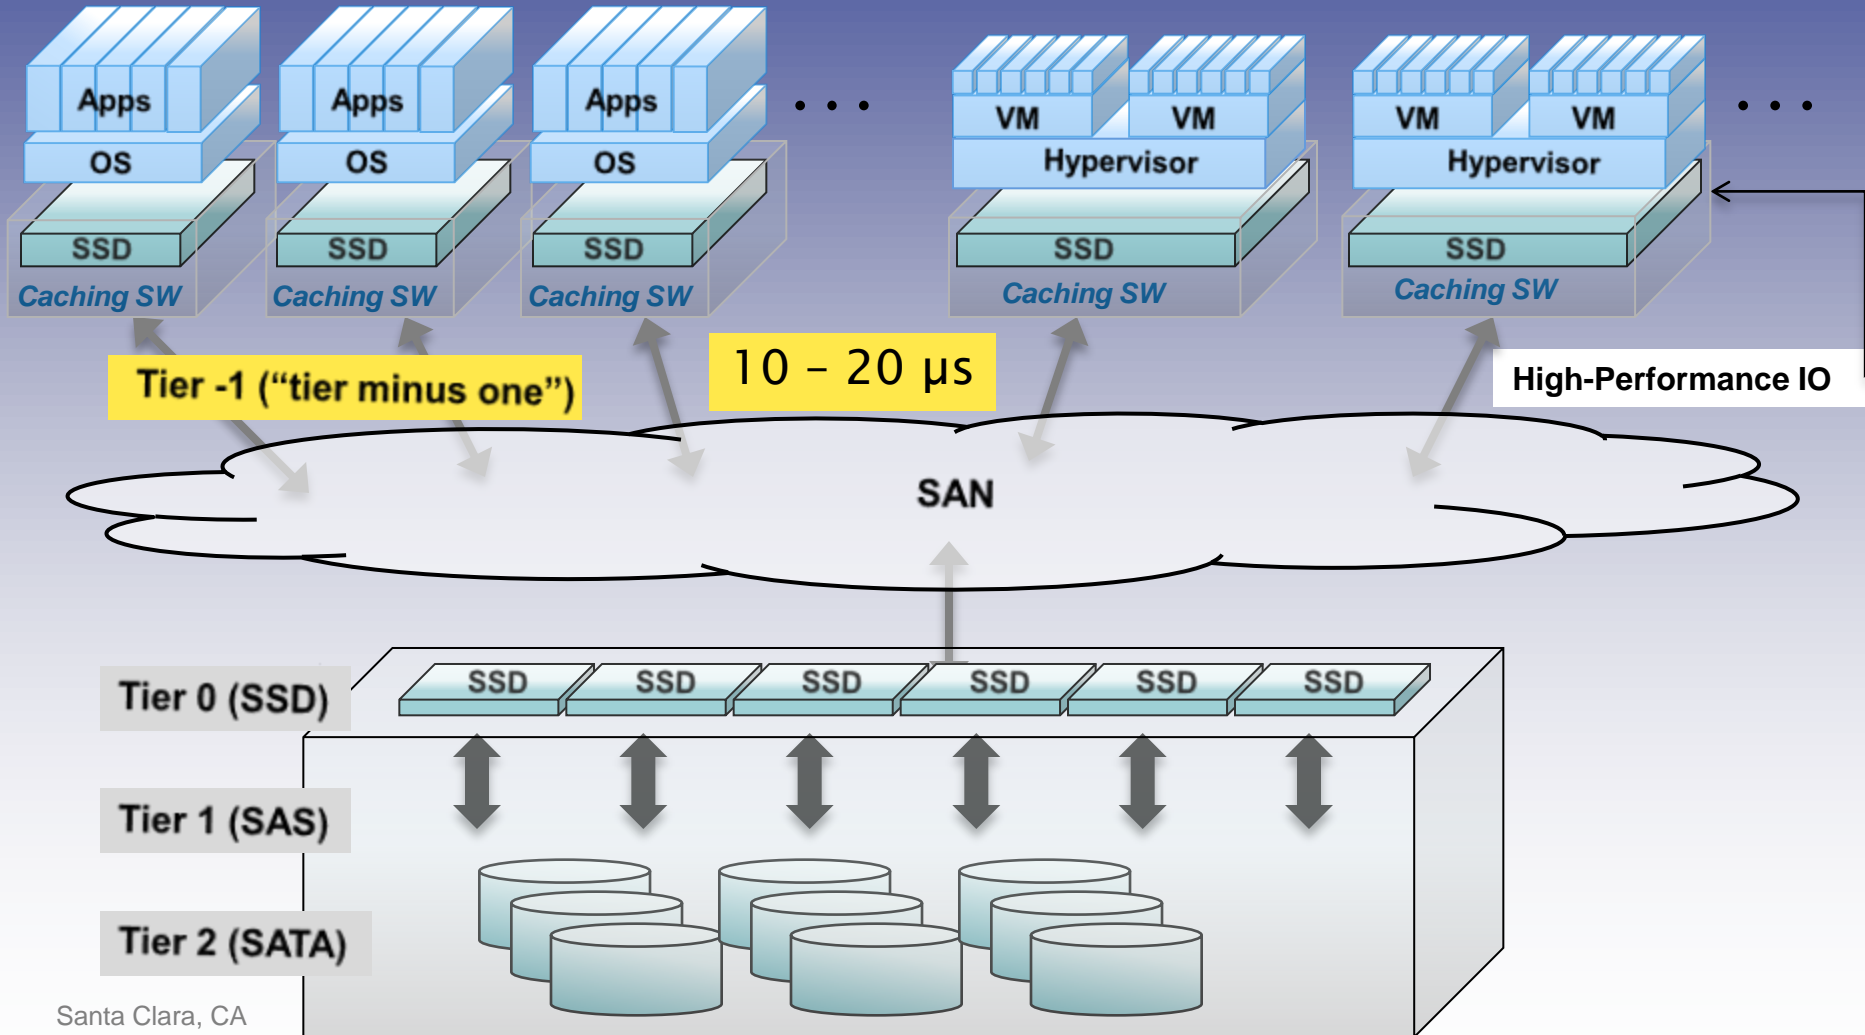 Apps
Apps
Apps
. . .
VM
VM
VM
VM
. . .
OS
OS
OS
Hypervisor
Hypervisor
SSD
SSD
SSD
SSD
SSD
Caching SW
Caching SW
Caching SW
Caching SW
Caching SW
Tier -1 (“tier minus one”)
10 – 20 µs
High-Performance IO
SAN
Tier 0 (SSD)
SSD
SSD
SSD
SSD
SSD
SSD
Tier 1 (SAS)
Tier 2 (SATA)
Santa Clara, CA